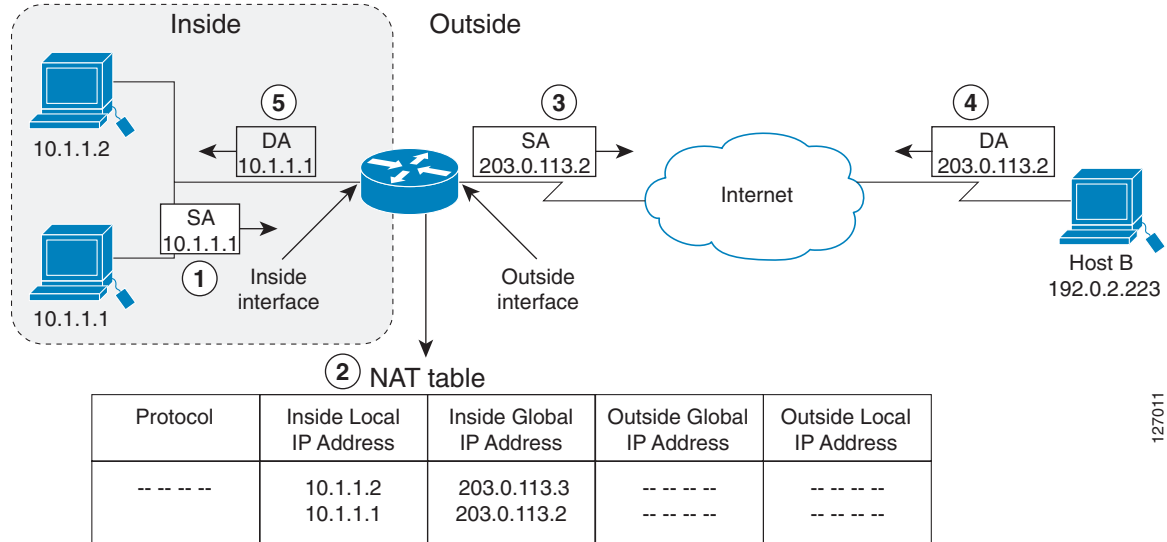 Inside
Outside
10.1.1.2
5
DA
10.1.1.1
3
SA
203.0.113.2
4
DA
203.0.113.2
Internet
SA
10.1.1.1
1
10.1.1.1
Inside
interface
Outside
interface
Host B
192.0.2.223
2 NAT table
Protocol
Inside Local
IP Address
Inside Global
IP Address
Outside Global
IP Address
Outside Local
IP Address
-- -- -- -- 10.1.1.2 203.0.113.3 -- -- -- -- -- -- -- --
10.1.1.1 203.0.113.2 -- -- -- -- -- -- -- --
127011